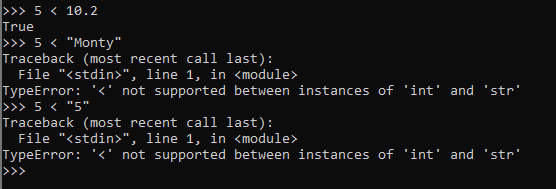 >>> 5 < 10.2
True
>>> 5 < "Monty"
Traceback (most recent call last):
  File "<stdin>", line 1, in <module>
TypeError: '<' not supported between instances of 'int' and 'str'
>>> 5 < "5"
Traceback (most recent call last):
  File "<stdin>", line 1, in <module>
TypeError: '<' not supported between instances of 'int' and 'str'
>>>